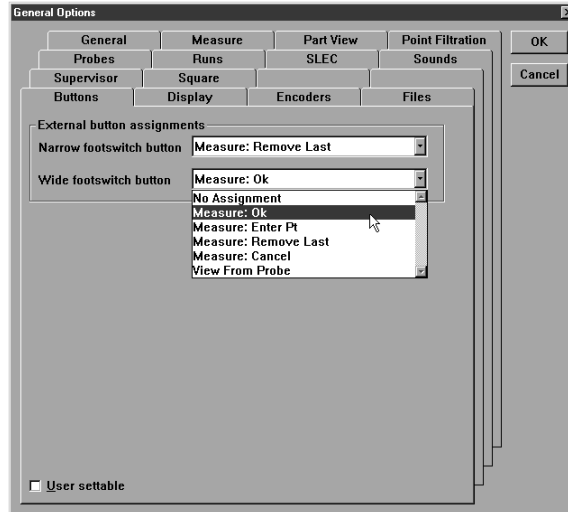 General Options
General Measure Part View Point Filtration
OK
Probes Runs SLEC Sounds
Supervisor Square
Cancel
Buttons Display Encoders Files
External button assignments
Narrow footswitch button Measure: Remove Last
Wide footswitch button Measure: Ok
No Assignment
Measure: Ok
Measure: Enter Pt
Measure: Remove Last
Measure: Cancel
View From Probe
User settable